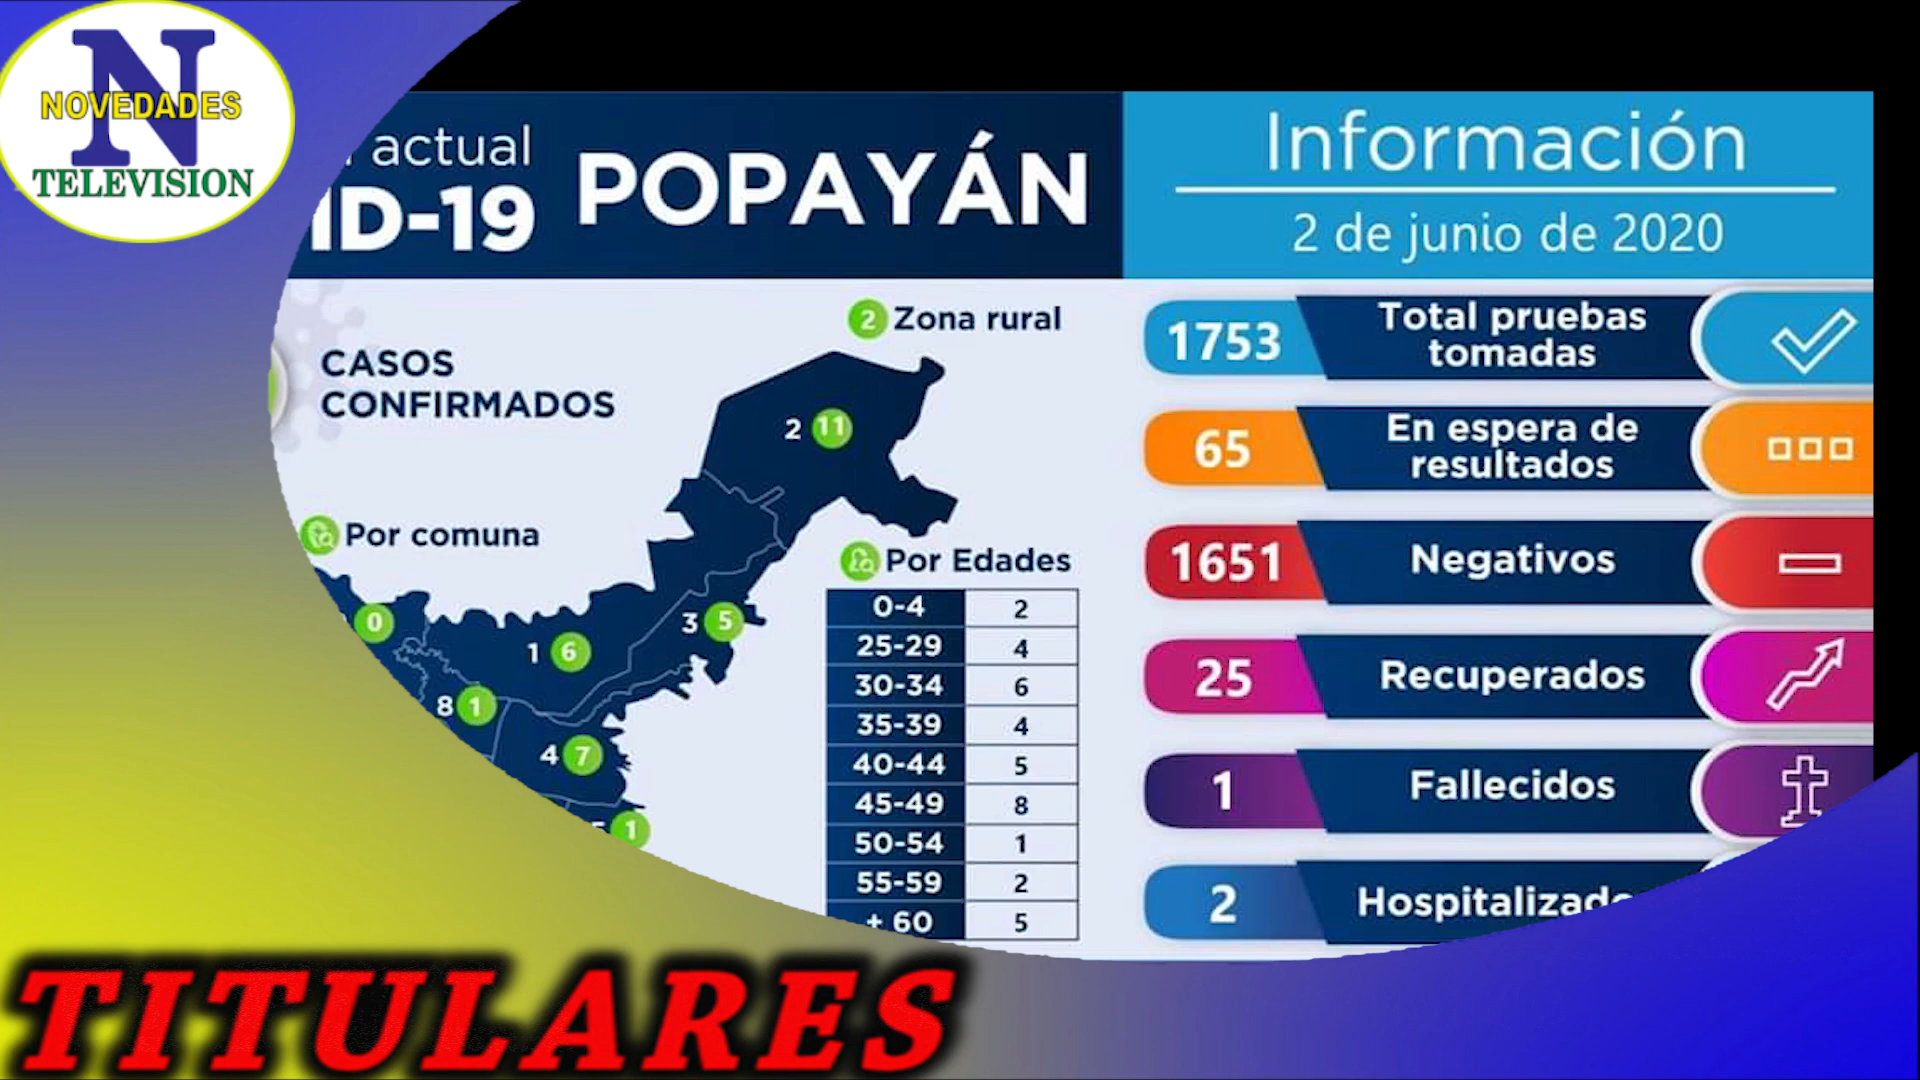 N
NOVEDADES
TELEVISION
actual
ID-19
POPAYÁN
Información
2 de junio de 2020
CASOS
CONFIRMADOS
2 Zona rural
2 11
Por comuna
0
1 6
3 5
8 1
4 7
1
Por Edades
0-4 2
25-29 4
30-34 6
35-39 4
40-44 5
45-49 8
50-54 1
55-59 2
+ 60 5
1753 Total pruebas
tomadas
65 En espera de
resultados
1651 Negativos
25 Recuperados
1 Fallecidos
2 Hospitalizado
TITULARES